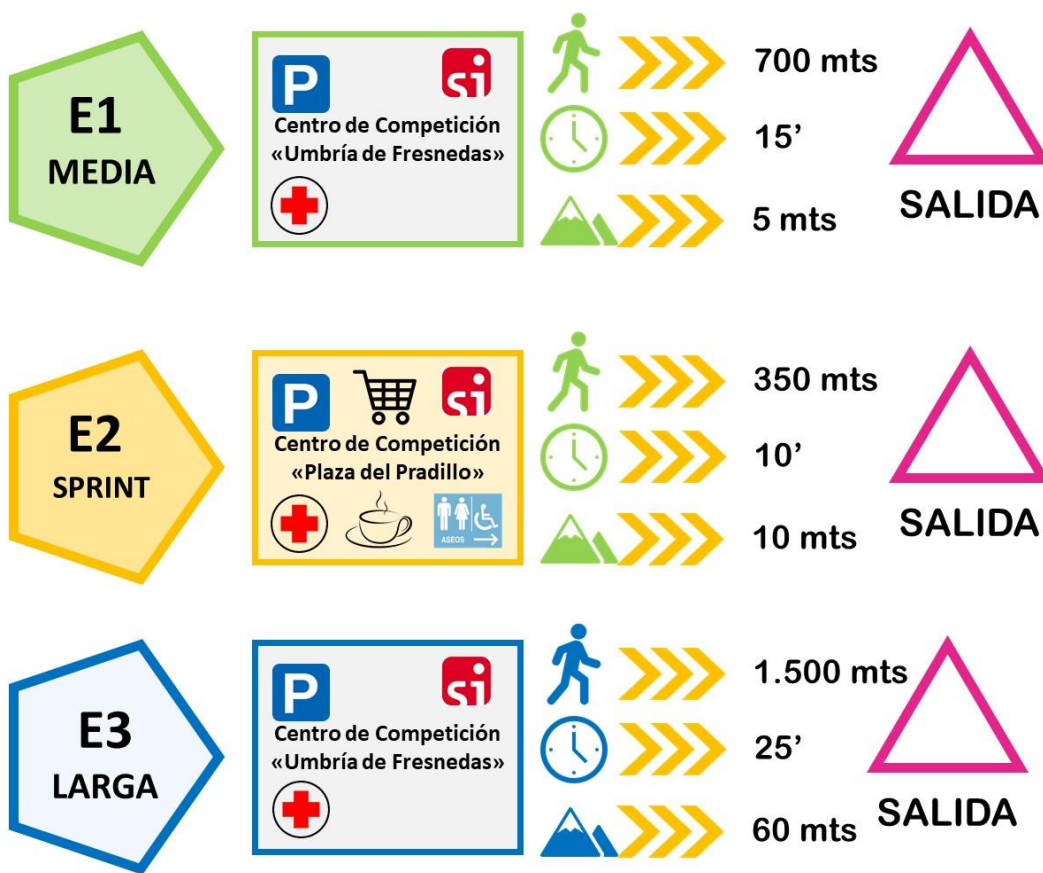 E1
MEDIA
P
si
Centro de Competición
«Umbría de Fresnedas»
700 mts
15’
5 mts
SALIDA
E2
SPRINT
P
si
Centro de Competición
«Plaza del Pradillo»
ASEOS
350 mts
10’
10 mts
SALIDA
E3
LARGA
P
si
Centro de Competición
«Umbría de Fresnedas»
1.500 mts
25’
60 mts
SALIDA